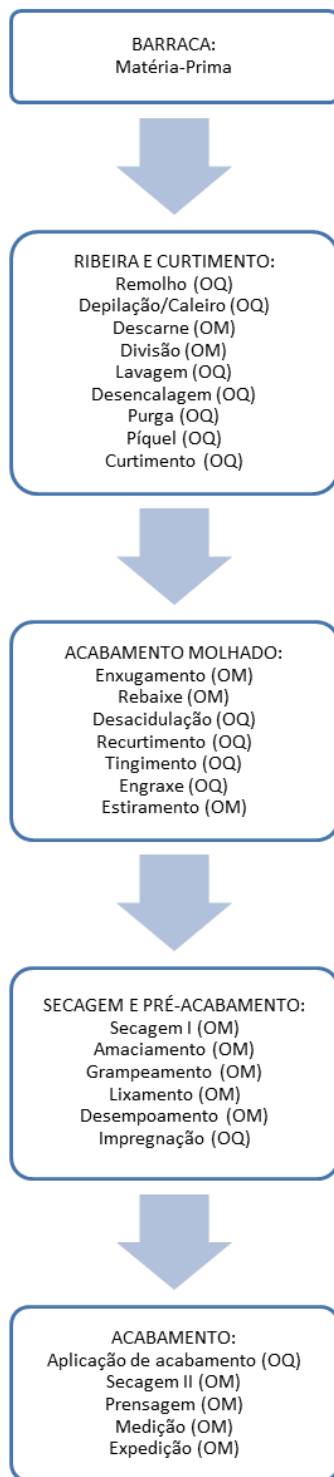 BARRACA:
Matéria-Prima
RIBEIRA E CURTIMENTO:
Remolho (OQ)
Depilação/Caleiro (OQ)
Descarne (OM)
Divisão (OM)
Lavagem (OQ)
Desencalagem (OQ)
Purga (OQ)
Píquel (OQ)
Curtimento (OQ)
ACABAMENTO MOLHADO:
Enxugamento (OM)
Rebaixe (OM)
Desacidulação (OQ)
Recurtimento (OQ)
Tingimento (OQ)
Engraxe (OQ)
Estiramento (OM)
SECAGEM E PRÉ-ACABAMENTO:
Secagem I (OM)
Amaciamento (OM)
Grampeamento (OM)
Lixamento (OM)
Desempoamento (OM)
Impregnação (OQ)
ACABAMENTO:
Aplicação de acabamento (OQ)
Secagem II (OM)
Prensagem (OM)
Medição (OM)
Expedição (OM)